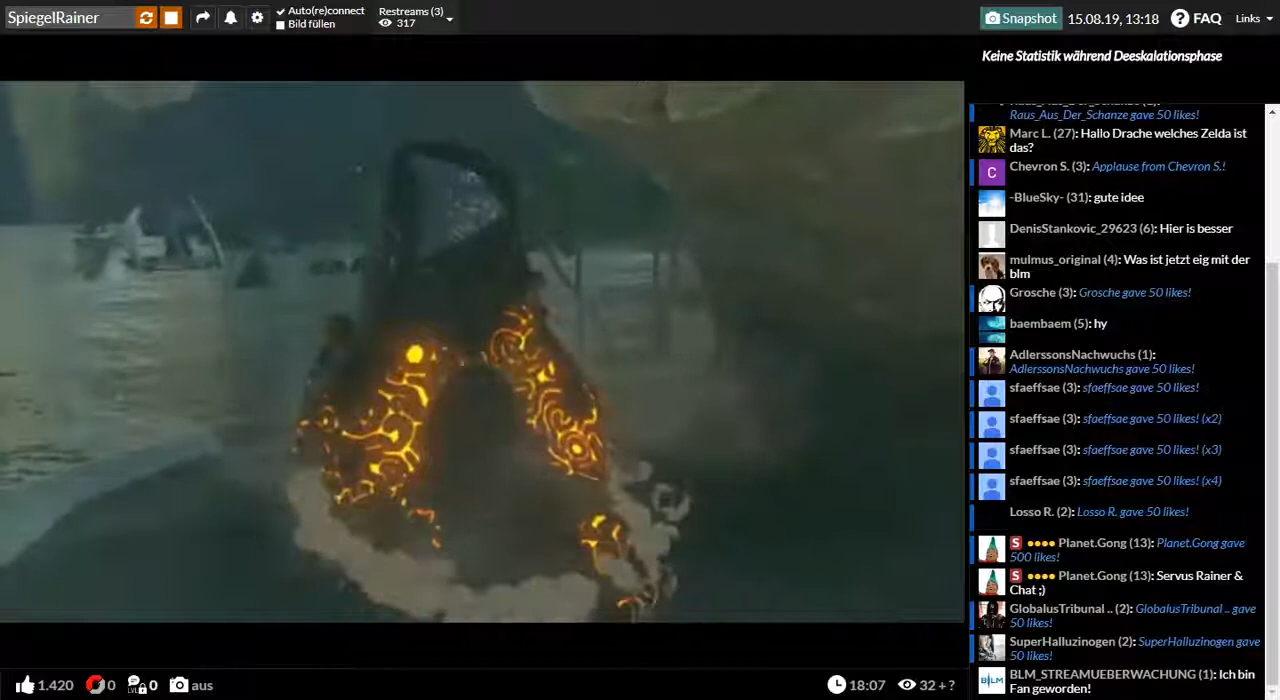 SpiegelRainer
Auto(re)connect
Bild füllen
Restreams (3)
317
Snapshot
15.08.19, 13:18
? FAQ
Links
Keine Statistik während Deeskalationsphase
Raus_Aus_Der_Schanze gave 50 likes!
Marc L. (27): Hallo Drache welches Zelda ist
das?
C
Chevron S. (3): Applause from Chevron S.!
-BlueSky- (31): gute idee
DenisStankovic_29623 (6): Hier is besser
mulmus_original (4): Was ist jetzt eig mit der
blm
Grosche (3): Grosche gave 50 likes!
baembaem (5): hy
AdlerssonsNachwuchs (1):
AdlerssonsNachwuchs gave 50 likes!
sfaeffsae (3): sfaeffsae gave 50 likes!
sfaeffsae (3): sfaeffsae gave 50 likes! (x2)
sfaeffsae (3): sfaeffsae gave 50 likes! (x3)
sfaeffsae (3): sfaeffsae gave 50 likes! (x4)
Losso R. (2): Losso R. gave 50 likes!
S Planet.Gong (13): Planet.Gong gave
500 likes!
S Planet.Gong (13): Servus Rainer &
Chat ;)
GlobalusTribunal .. (2): GlobalusTribunal .. gave
50 likes!
SuperHalluzinogen (2): SuperHalluzinogen gave
50 likes!
BLM
BLM_STREAMUEBERWACHUNG (1): Ich bin
Fan geworden!
1.420
0
LVL
0
aus
18:07
32 + ?